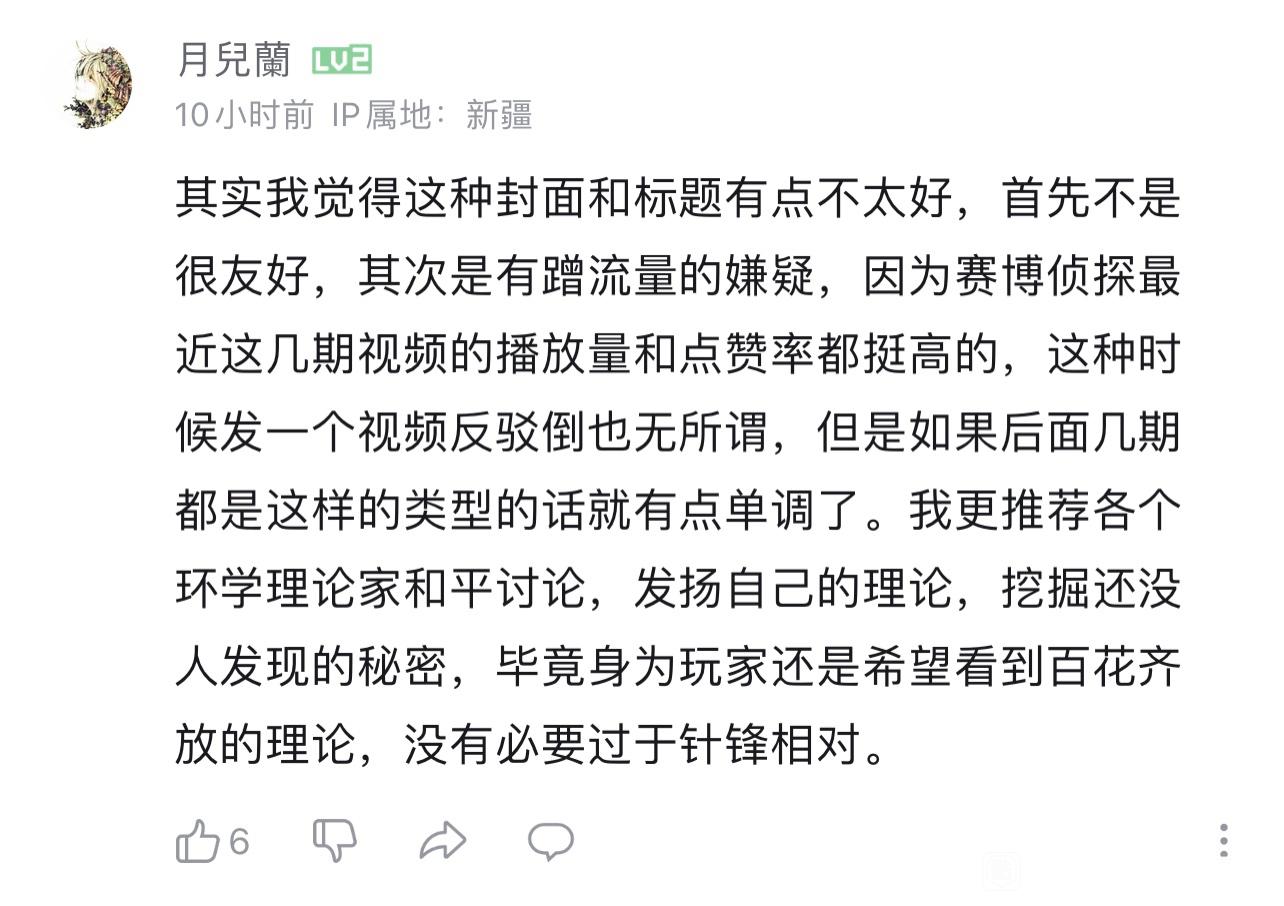 月兒蘭 LV2
10小时前 IP属地：新疆
其实我觉得这种封面和标题有点不太好，首先不是
很友好，其次是有蹭流量的嫌疑，因为赛博侦探最
近这几期视频的播放量和点赞率都挺高的，这种时
候发一个视频反驳倒也无所谓，但是如果后面几期
都是这样的类型的话就有点单调了。我更推荐各个
环学理论家和平讨论，发扬自己的理论，挖掘还没
人发现的秘密，毕竟身为玩家还是希望看到百花齐
放的理论，没有必要过于针锋相对。
6